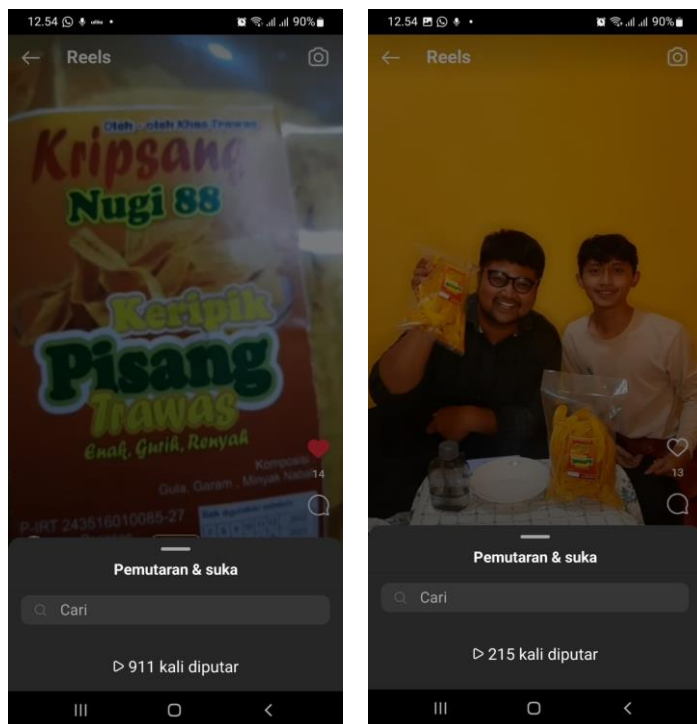 12.54
90%
Reels
Oleh - oleh Khas Trawas
Kripsang
Nugi 88
Keripik
Pisang
Trawas
Enak, Gurih, Renyah
Komposisi
Gula, Garam, Minyak Nabati
P-IRT 243516010085-27
14
Pemutaran & suka
Cari
911 kali diputar
12.54
90%
Reels
13
Pemutaran & suka
Cari
215 kali diputar